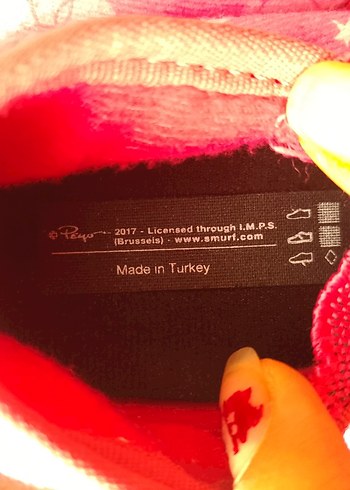 © Peyo 2017 - Licensed through I.M.P.S.
(Brussels) - www.smurf.com
Made in Turkey